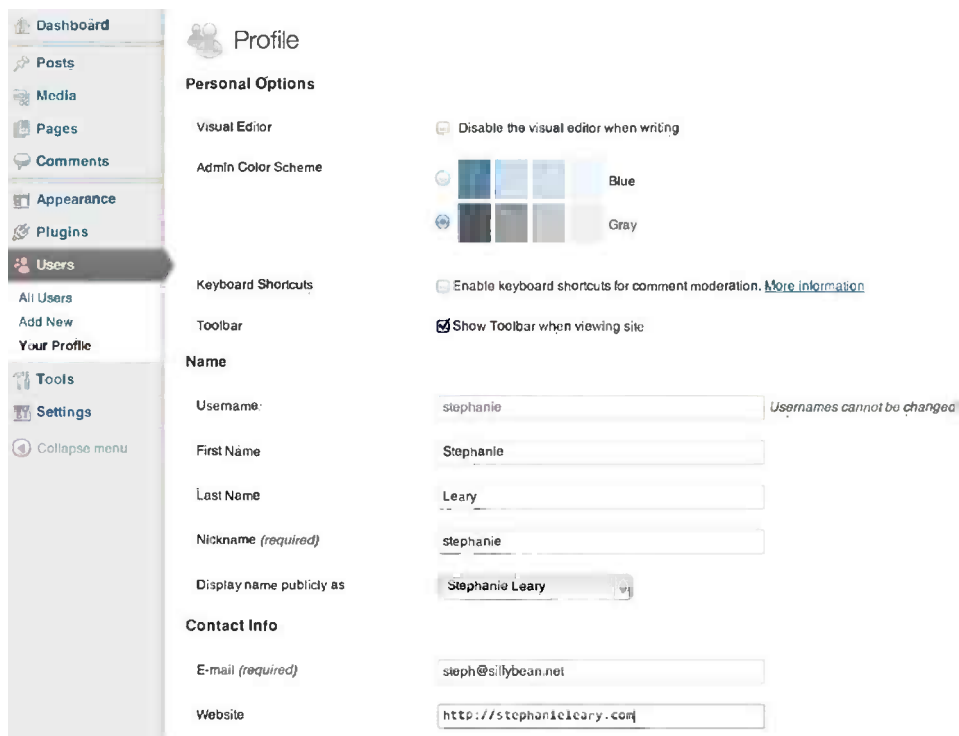 Dashboard
Posts
Media
Pages
Comments
Appearance
Plugins
Users
All Users
Add New
Your Profile
Tools
Settings
Collapse menu
Profile
Personal Options
Visual Editor
Disable the visual editor when writing
Admin Color Scheme
Blue
Gray
Keyboard Shortcuts
Enable keyboard shortcuts for comment moderation. More information
Toolbar
Show Toolbar when viewing site
Name
Username
stephanie
Usernames cannot be changed
First Name
Stephanie
Last Name
Leary
Nickname (required)
stephanie
Display name publicly as
Stephanie Leary
Contact Info
E-mail (required)
steph@sillybean.net
Website
http://stephanieleary.com